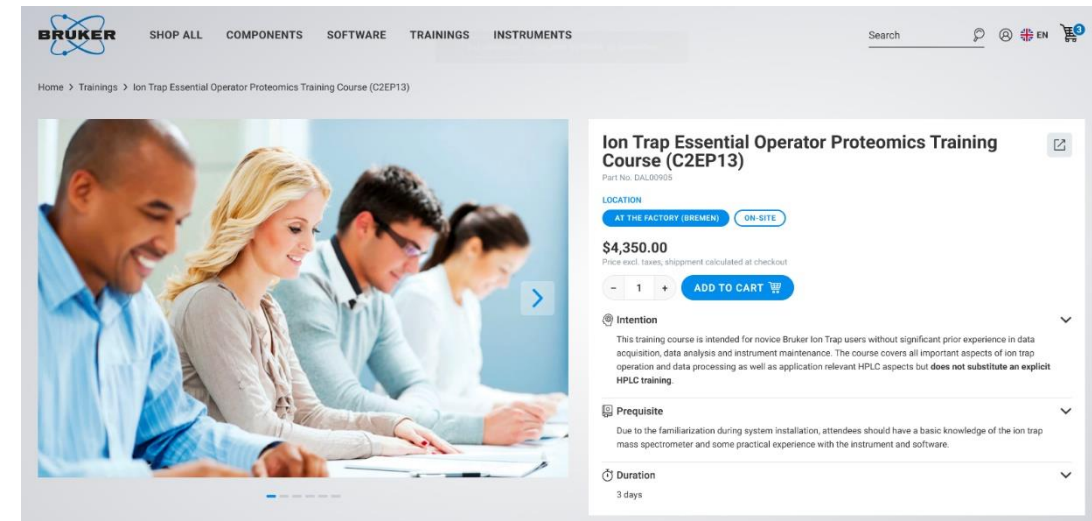 BRUKER
SHOP ALL COMPONENTS SOFTWARE TRAININGS INSTRUMENTS
Search
EN
3
Home > Trainings > Ion Trap Essential Operator Proteomics Training Course (C2EP13)
Ion Trap Essential Operator Proteomics Training
Course (C2EP13)
Part No. DAL00905
LOCATION
AT THE FACTORY (BREMEN) ON-SITE
$4,350.00
Price excl. taxes, shippment calculated at checkout
- 1 + ADD TO CART
Intention
This training course is intended for novice Bruker Ion Trap users without significant prior experience in data
acquisition, data analysis and instrument maintenance. The course covers all important aspects of ion trap
operation and data processing as well as application relevant HPLC aspects but does not substitute an explicit
HPLC training.
Prequisite
Due to the familiarization during system installation, attendees should have a basic knowledge of the ion trap
mass spectrometer and some practical experience with the instrument and software.
Duration
3 days